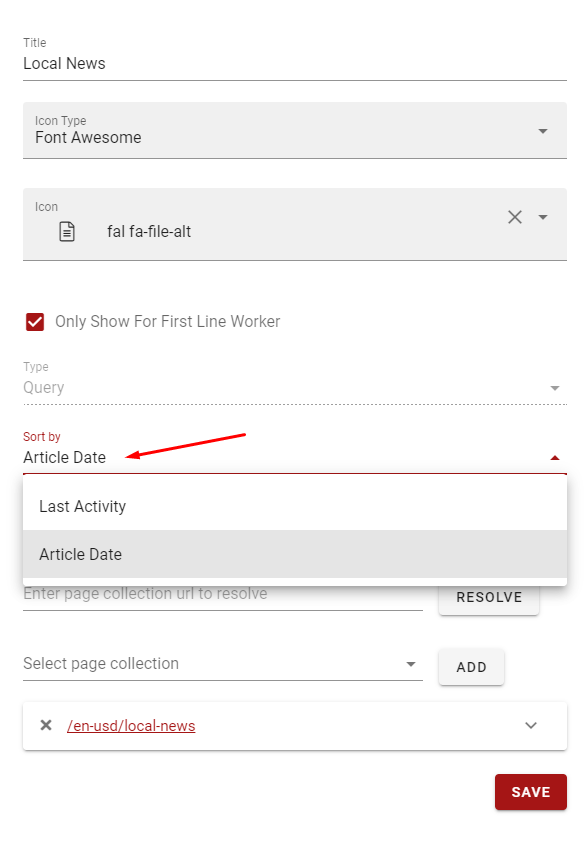 Title
Local News
Icon Type
Font Awesome
Icon
fal fa-file-alt
Only Show For First Line Worker
Type
Query
Sort by
Article Date
Last Activity
Article Date
Enter page collection url to resolve
RESOLVE
Select page collection
ADD
/en-usd/local-news
SAVE